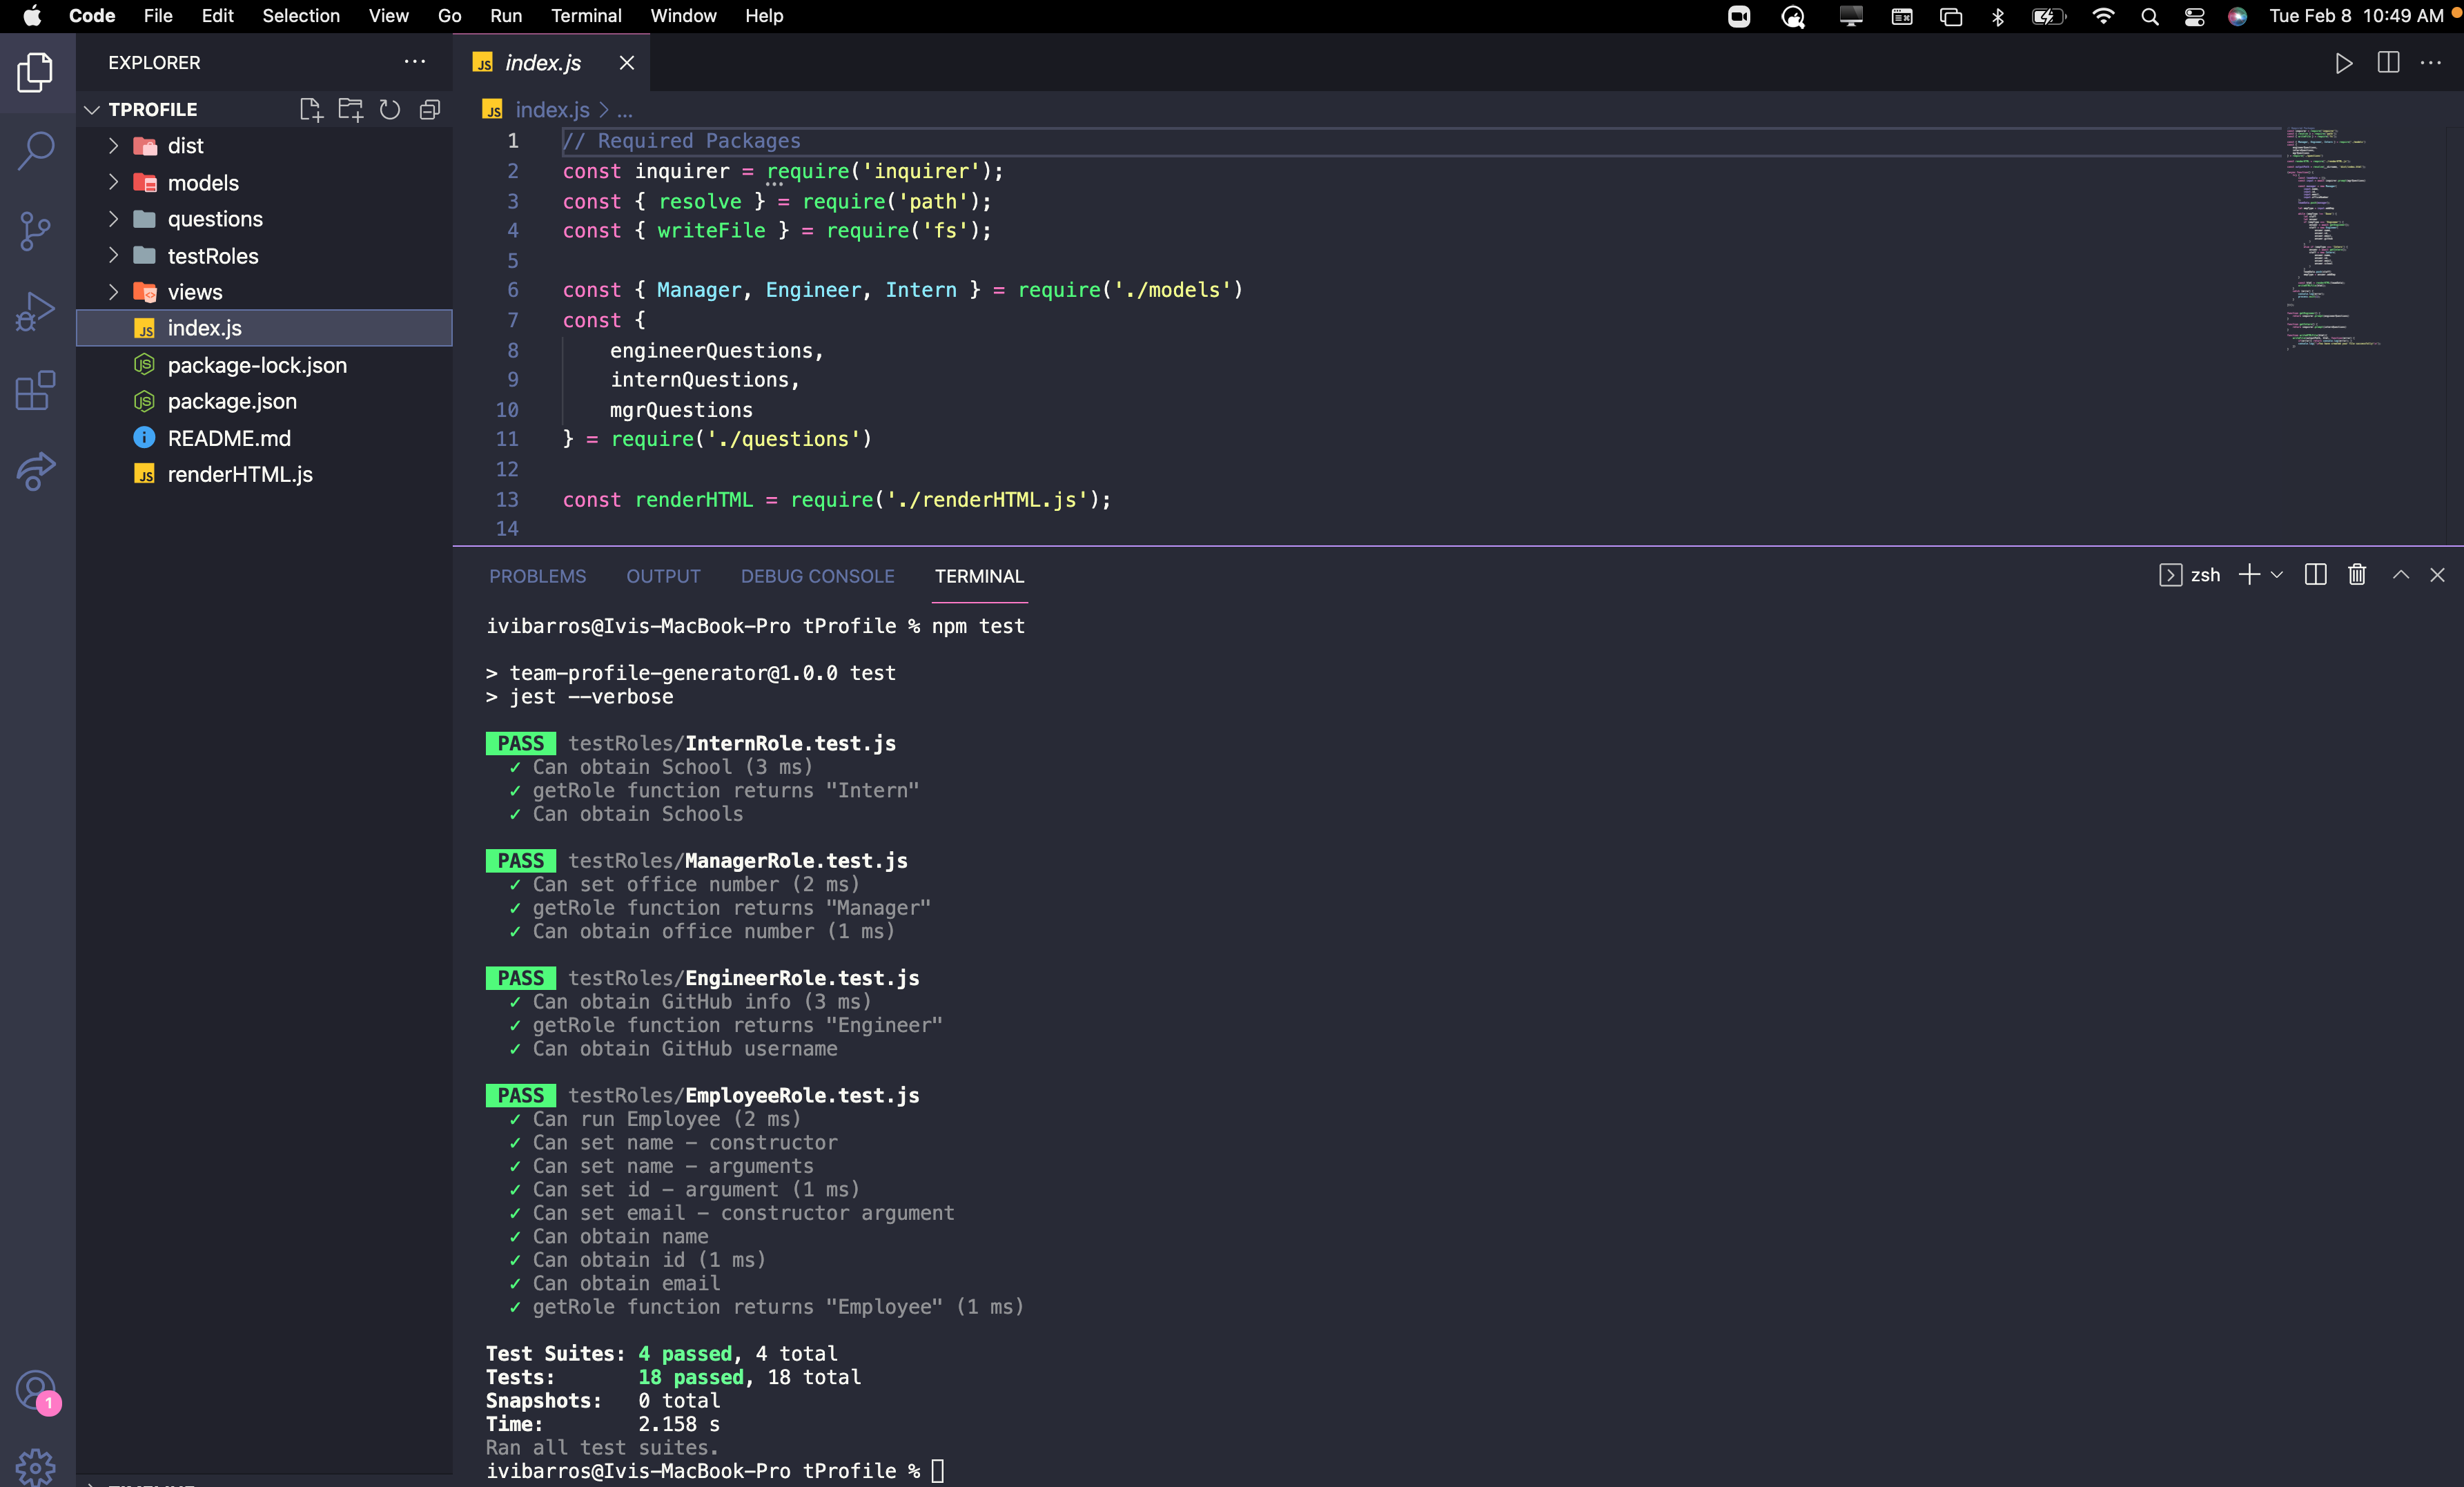 Code File Edit Selection View Go Run Terminal Window Help Tue Feb 8 10:49 AM
EXPLORER
TPROFILE
dist
models
questions
testRoles
views
index.js
package-lock.json
package.json
README.md
renderHTML.js
1
index.js
index.js > ...
1 // Required Packages
2 const inquirer = require('inquirer');
3 const { resolve } = require('path');
4 const { writeFile } = require('fs');
5
6 const { Manager, Engineer, Intern } = require('./models')
7 const {
8 engineerQuestions,
9 internQuestions,
10 mgrQuestions
11 } = require('./questions')
12
13 const renderHTML = require('./renderHTML.js');
14
PROBLEMS OUTPUT DEBUG CONSOLE TERMINAL zsh
ivibarros@Ivis-MacBook-Pro tProfile % npm test
> team-profile-generator@1.0.0 test
> jest --verbose
PASS testRoles/InternRole.test.js
✓ Can obtain School (3 ms)
✓ getRole function returns "Intern"
✓ Can obtain Schools
PASS testRoles/ManagerRole.test.js
✓ Can set office number (2 ms)
✓ getRole function returns "Manager"
✓ Can obtain office number (1 ms)
PASS testRoles/EngineerRole.test.js
✓ Can obtain GitHub info (3 ms)
✓ getRole function returns "Engineer"
✓ Can obtain GitHub username
PASS testRoles/EmployeeRole.test.js
✓ Can run Employee (2 ms)
✓ Can set name – constructor
✓ Can set name – arguments
✓ Can set id – argument (1 ms)
✓ Can set email – constructor argument
✓ Can obtain name
✓ Can obtain id (1 ms)
✓ Can obtain email
✓ getRole function returns "Employee" (1 ms)
Test Suites: 4 passed, 4 total
Tests: 18 passed, 18 total
Snapshots: 0 total
Time: 2.158 s
Ran all test suites.
ivibarros@Ivis-MacBook-Pro tProfile %